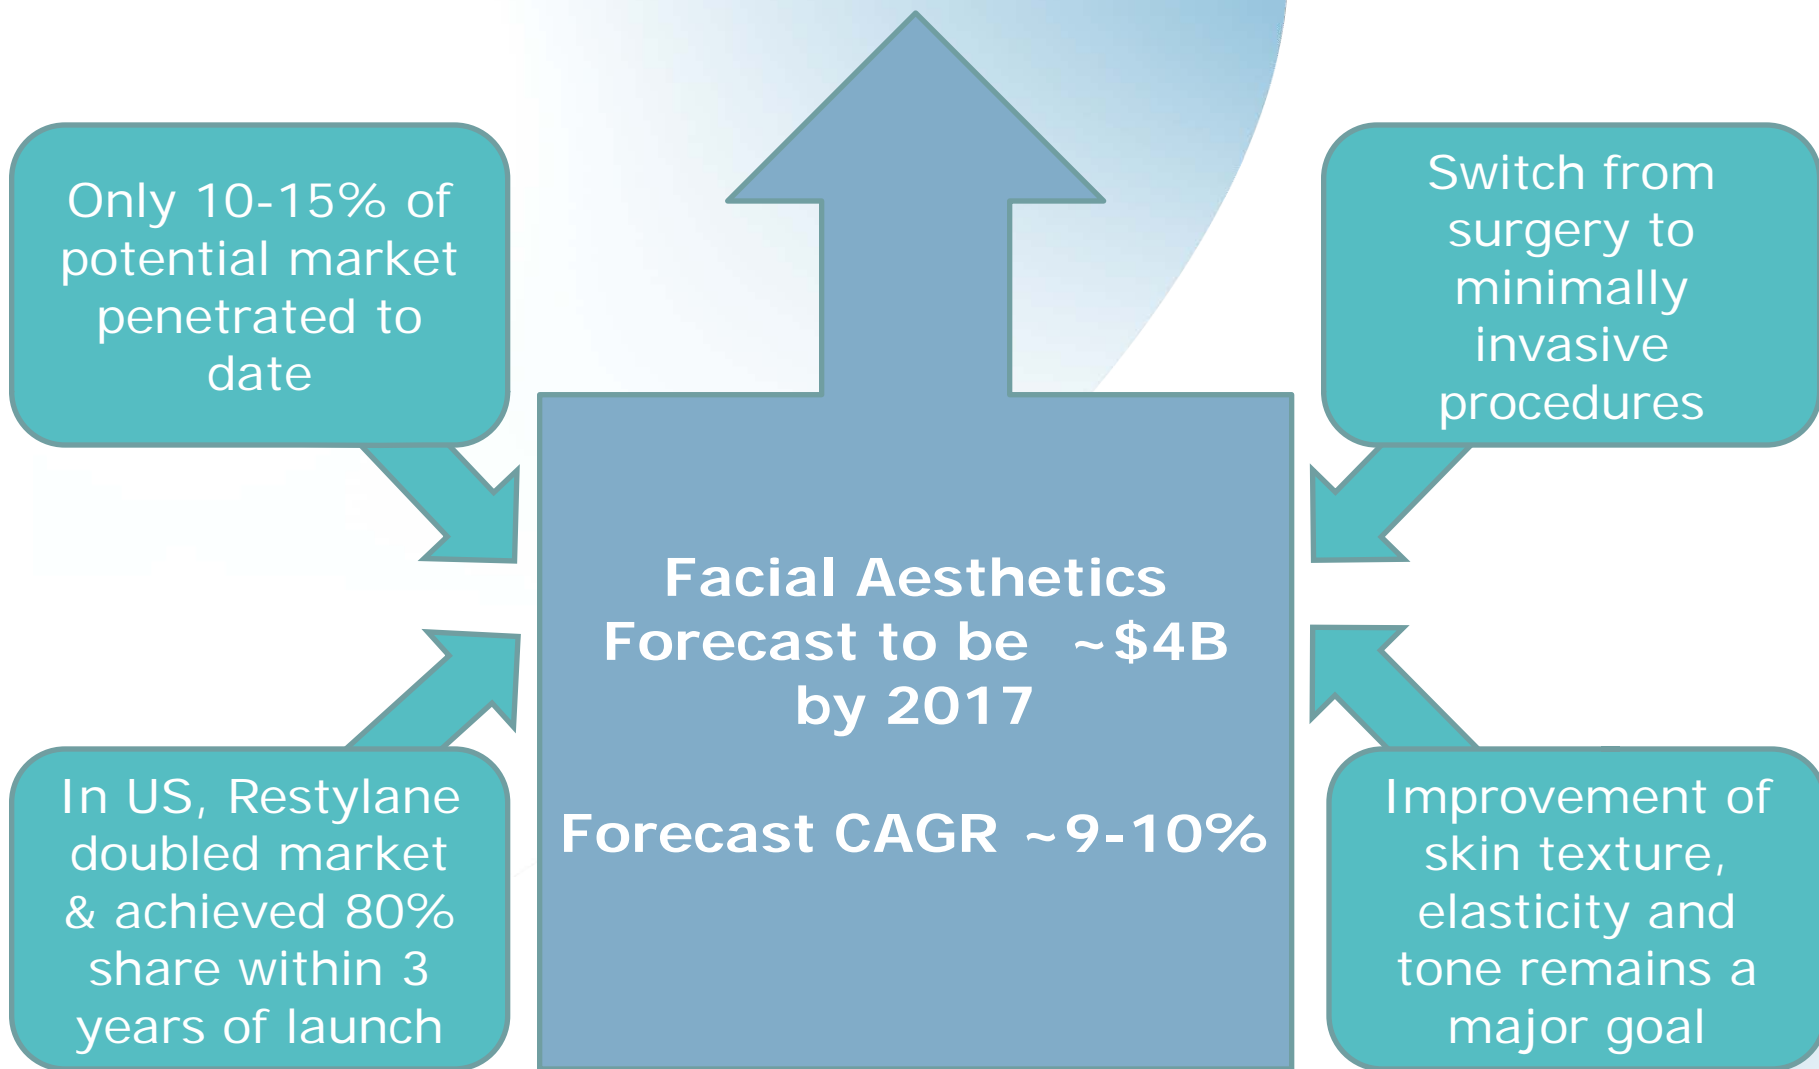 Only 10-15% of
potential market
penetrated to
date
Switch from
surgery to
minimally
invasive
procedures
Facial Aesthetics
Forecast to be ~$4B
by 2017
Forecast CAGR ~9-10%
In US, Restylane
doubled market
& achieved 80%
share within 3
years of launch
Improvement of
skin texture,
elasticity and
tone remains a
major goal